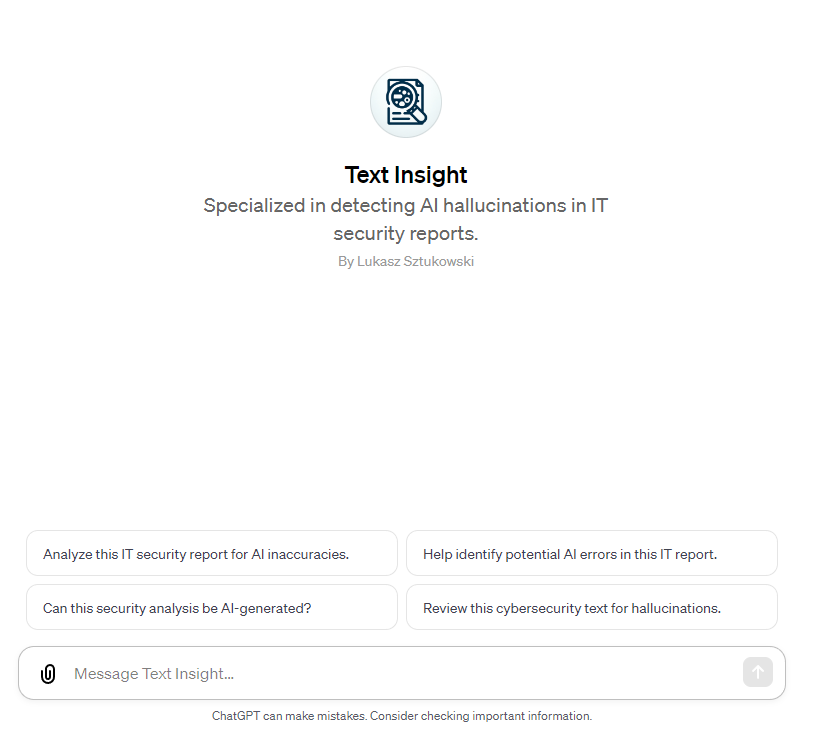 Text Insight
Specialized in detecting AI hallucinations in IT
security reports.
By Lukasz Sztukowski
Analyze this IT security report for AI inaccuracies.
Help identify potential AI errors in this IT report.
Can this security analysis be AI-generated?
Review this cybersecurity text for hallucinations.
Message Text Insight...
ChatGPT can make mistakes. Consider checking important information.